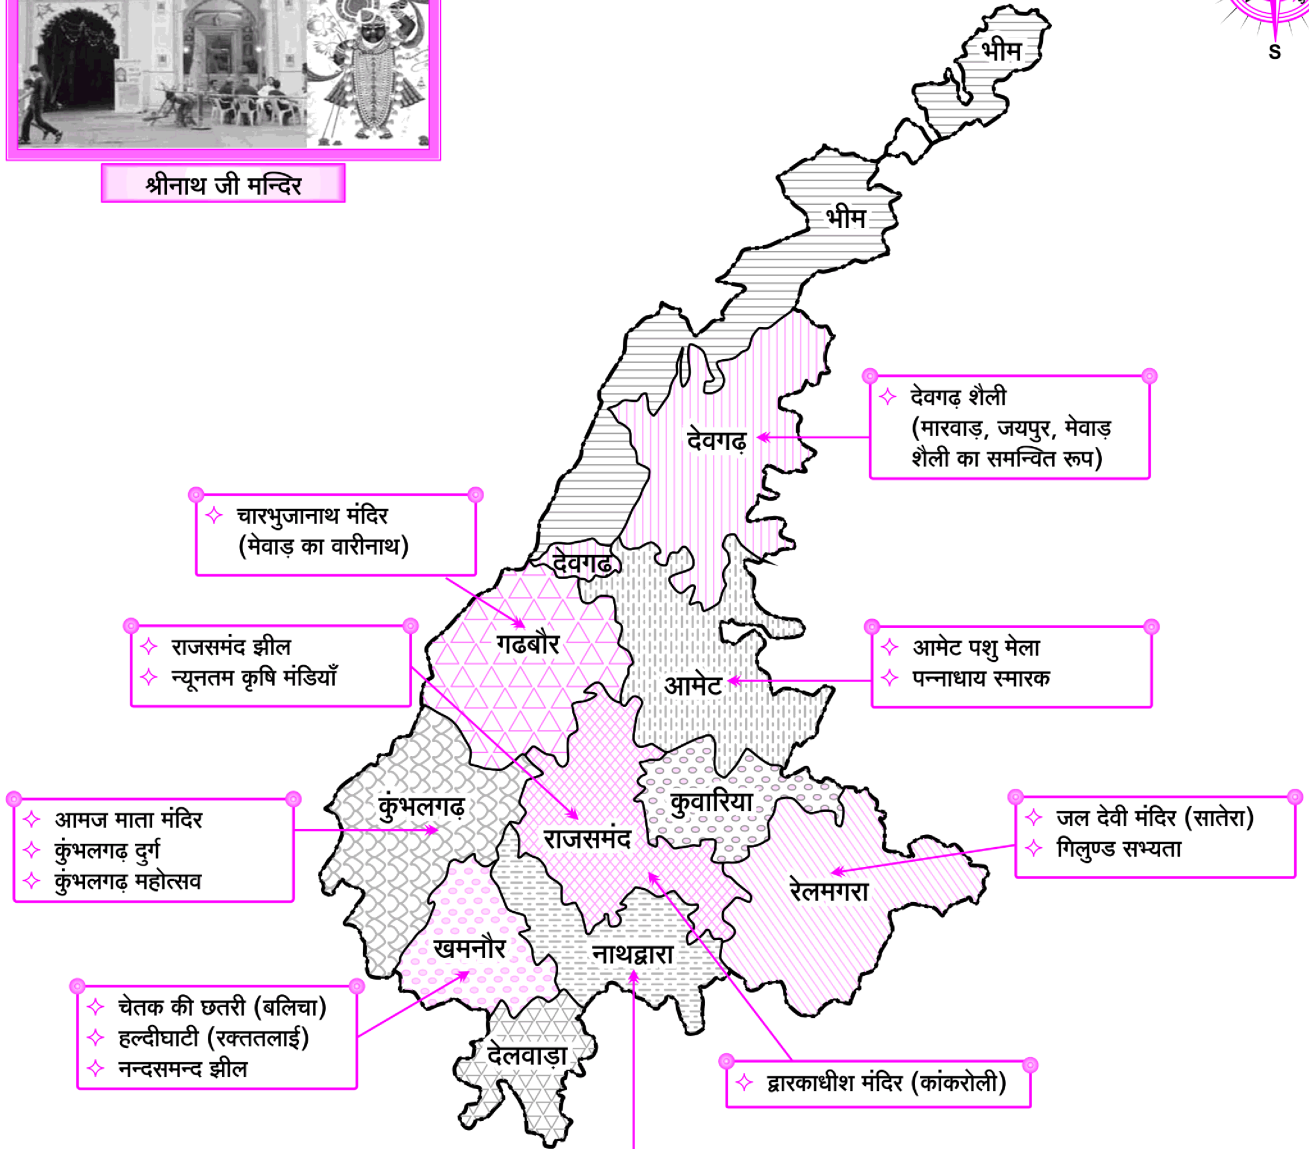 S
श्रीनाथ जी मन्दिर
भीम
भीम
देवगढ़
✧ देवगढ़ शैली
(मारवाड़, जयपुर, मेवाड़
शैली का समन्वित रूप)
✧ चारभुजानाथ मंदिर
(मेवाड़ का वारीनाथ)
देवगढ़
गढबौर
✧ राजसमंद झील
✧ न्यूनतम कृषि मंडियाँ
आमेट
✧ आमेट पशु मेला
✧ पन्नाधाय स्मारक
कुंभलगढ़
कुवारिया
राजसमंद
रेलमगरा
✧ आमज माता मंदिर
✧ कुंभलगढ़ दुर्ग
✧ कुंभलगढ़ महोत्सव
✧ जल देवी मंदिर (सातेरा)
✧ गिलुण्ड सभ्यता
खमनौर
नाथद्वारा
✧ चेतक की छतरी (बलिचा)
✧ हल्दीघाटी (रक्ततलाई)
✧ नन्दसमन्द झील
देलवाड़ा
✧ द्वारकाधीश मंदिर (कांकरोली)